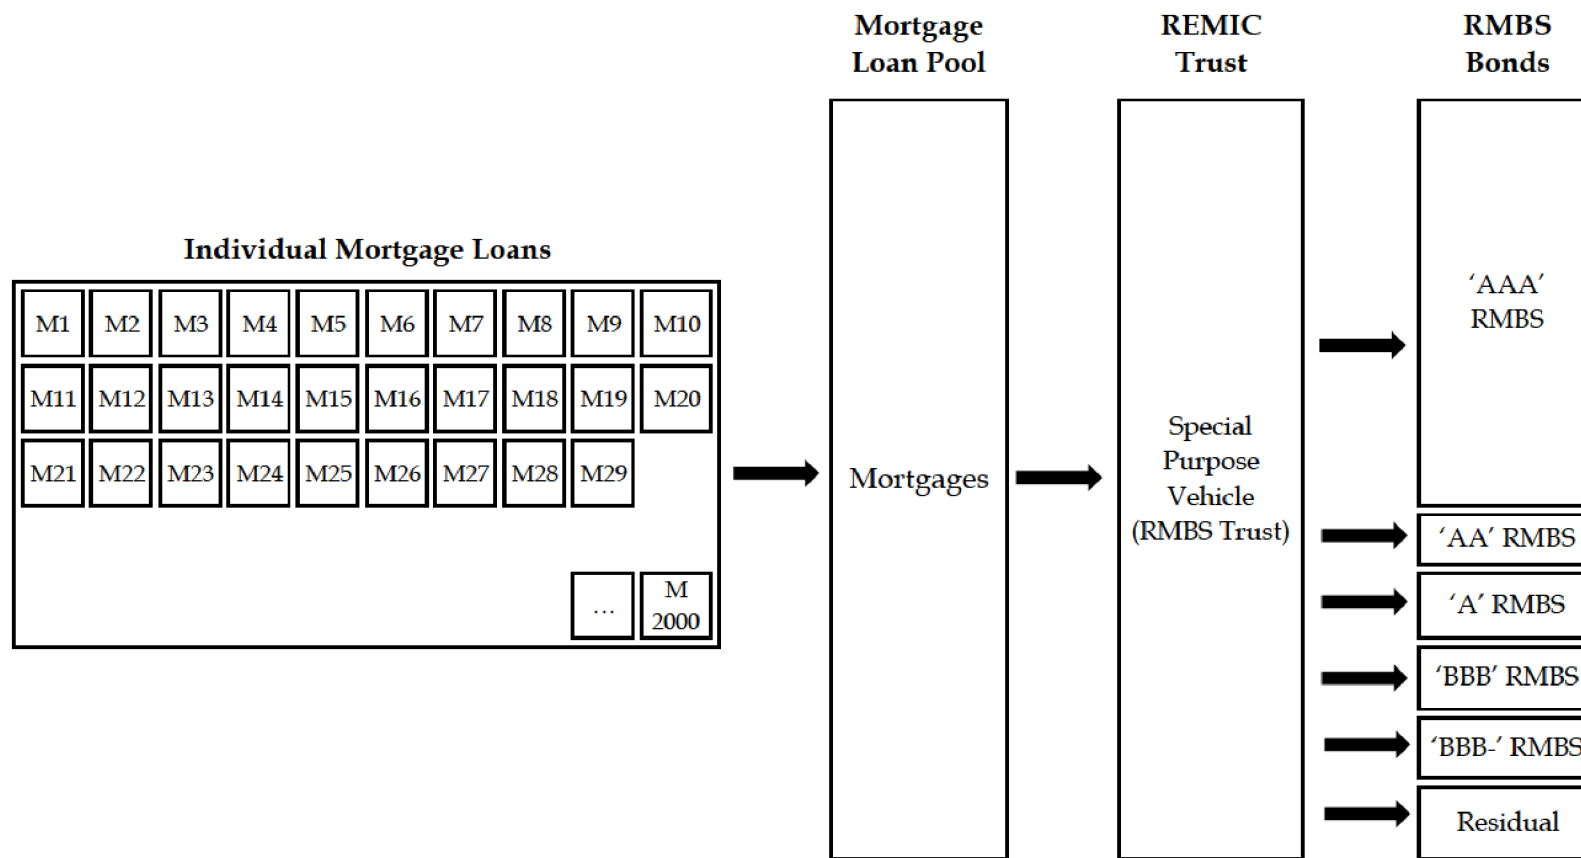 Mortgage
Loan Pool
REMIC
Trust
RMBS
Bonds
Individual Mortgage Loans
M1 M2 M3 M4 M5 M6 M7 M8 M9 M10
M11 M12 M13 M14 M15 M16 M17 M18 M19 M20
M21 M22 M23 M24 M25 M26 M27 M28 M29
...
M
2000
Mortgages
Special
Purpose
Vehicle
(RMBS Trust)
‘AAA’
RMBS
‘AA’ RMBS
‘A’ RMBS
‘BBB’ RMBS
‘BBB-’ RMBS
Residual